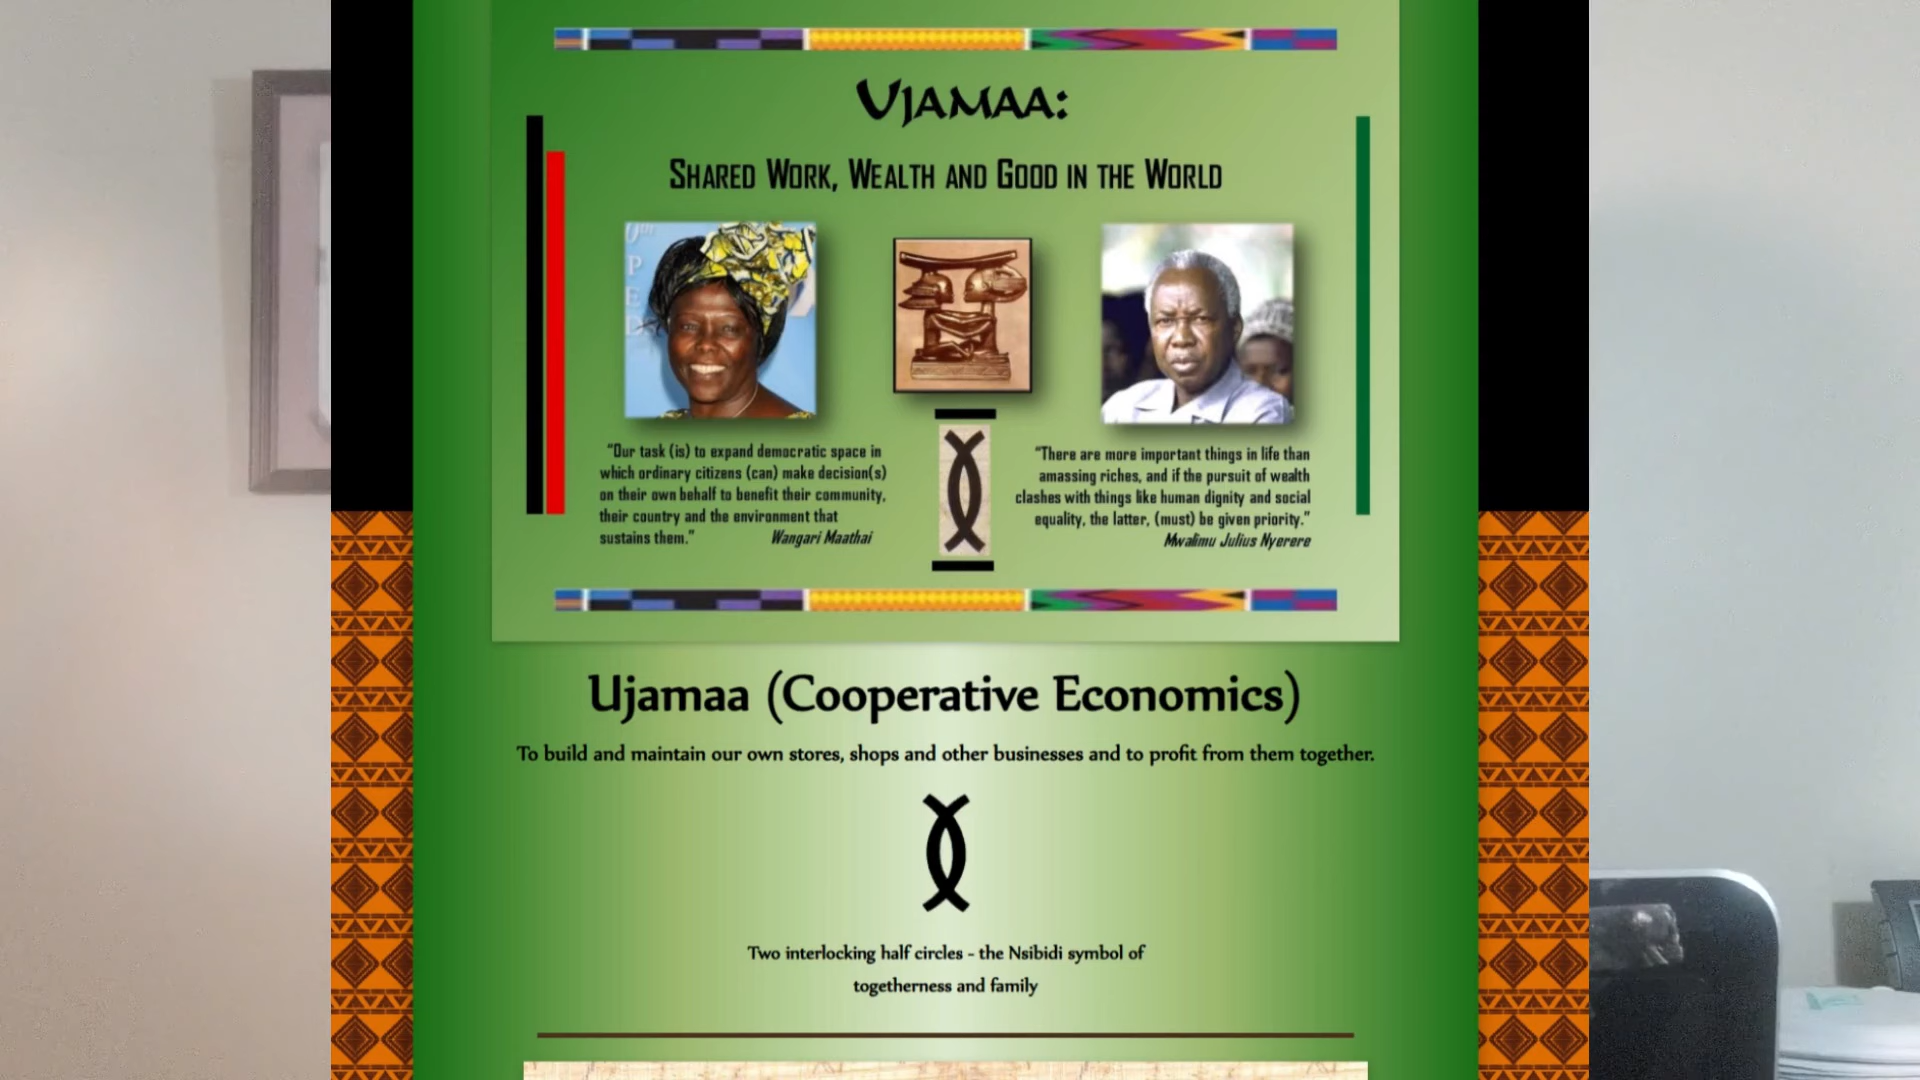 UJAMAA:
SHARED WORK, WEALTH AND GOOD IN THE WORLD
0th
P
E
D
"Our task (is) to expand democratic space in
which ordinary citizens (can) make decision(s)
on their own behalf to benefit their community,
their country and the environment that
sustains them." Wangari Maathai
"There are more important things in life than
amassing riches, and if the pursuit of wealth
clashes with things like human dignity and social
equality, the latter, (must) be given priority."
Mwalimu Julius Nyerere
Ujamaa (Cooperative Economics)
To build and maintain our own stores, shops and other businesses and to profit from them together.
Two interlocking half circles - the Nsibidi symbol of
togetherness and family